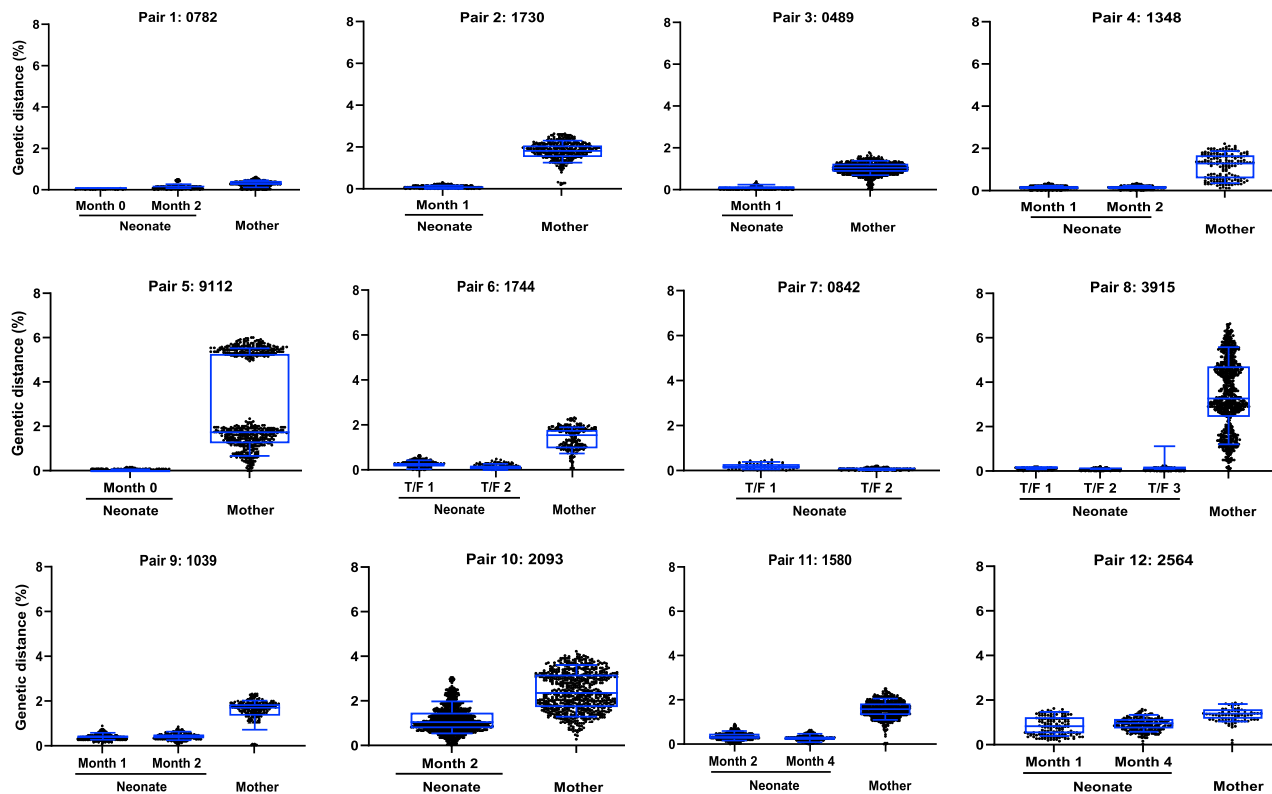 Pair 1: 0782
Genetic distance (%)
8
6
4
2
0
Month 0 Month 2
Neonate Mother
Pair 2: 1730
8
6
4
2
0
Month 1
Neonate Mother
Pair 3: 0489
8
6
4
2
0
Month 1
Neonate Mother
Pair 4: 1348
8
6
4
2
0
Month 1 Month 2
Neonate Mother
Pair 5: 9112
Genetic distance (%)
8
6
4
2
0
Month 0
Neonate Mother
Pair 6: 1744
8
6
4
2
0
T/F 1 T/F 2
Neonate Mother
Pair 7: 0842
8
6
4
2
0
T/F 1 T/F 2
Neonate
Pair 8: 3915
8
6
4
2
0
T/F 1 T/F 2 T/F 3
Neonate Mother
Pair 9: 1039
Genetic distance (%)
8
6
4
2
0
Month 1 Month 2
Neonate Mother
Pair 10: 2093
8
6
4
2
0
Month 2
Neonate Mother
Pair 11: 1580
8
6
4
2
0
Month 2 Month 4
Neonate Mother
Pair 12: 2564
8
6
4
2
0
Month 1 Month 4
Neonate Mother